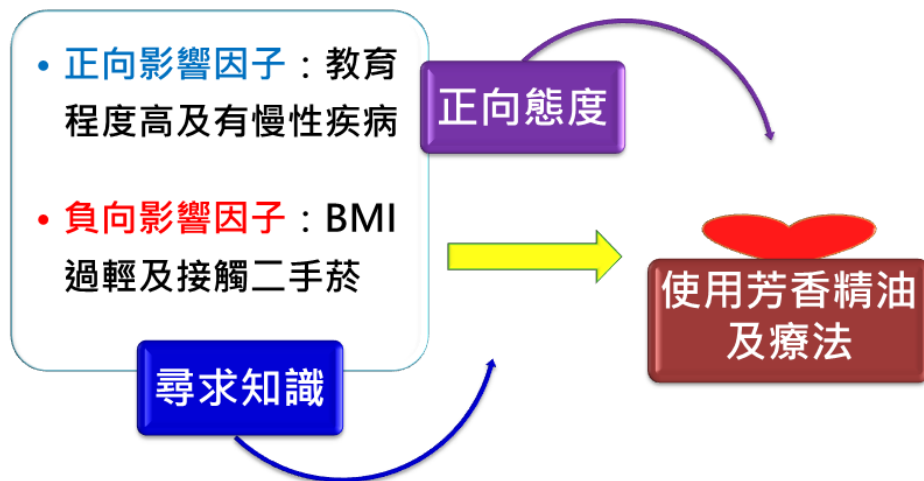 • 正向影響因子：教育
程度高及有慢性疾病
• 負向影響因子：BMI
過輕及接觸二手菸
正向態度
尋求知識
使用芳香精油
及療法